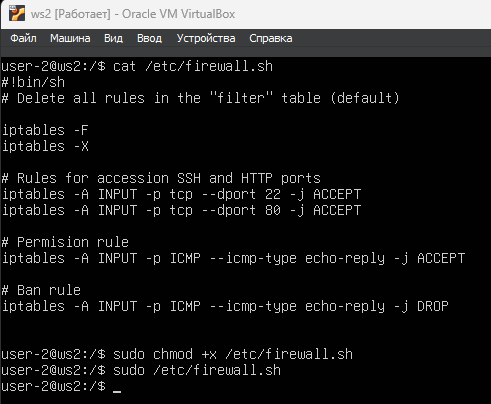 ws2 [Работает] - Oracle VM VirtualBox
Файл Машина Вид Ввод Устройства Справка
user-2@ws2:/$ cat /etc/firewall.sh
#!bin/sh
# Delete all rules in the "filter" table (default)
iptables -F
iptables -X
# Rules for accession SSH and HTTP ports
iptables -A INPUT -p tcp --dport 22 -j ACCEPT
iptables -A INPUT -p tcp --dport 80 -j ACCEPT
# Permision rule
iptables -A INPUT -p ICMP --icmp-type echo-reply -j ACCEPT
# Ban rule
iptables -A INPUT -p ICMP --icmp-type echo-reply -j DROP
user-2@ws2:/$ sudo chmod +x /etc/firewall.sh
user-2@ws2:/$ sudo /etc/firewall.sh
user-2@ws2:/$ _